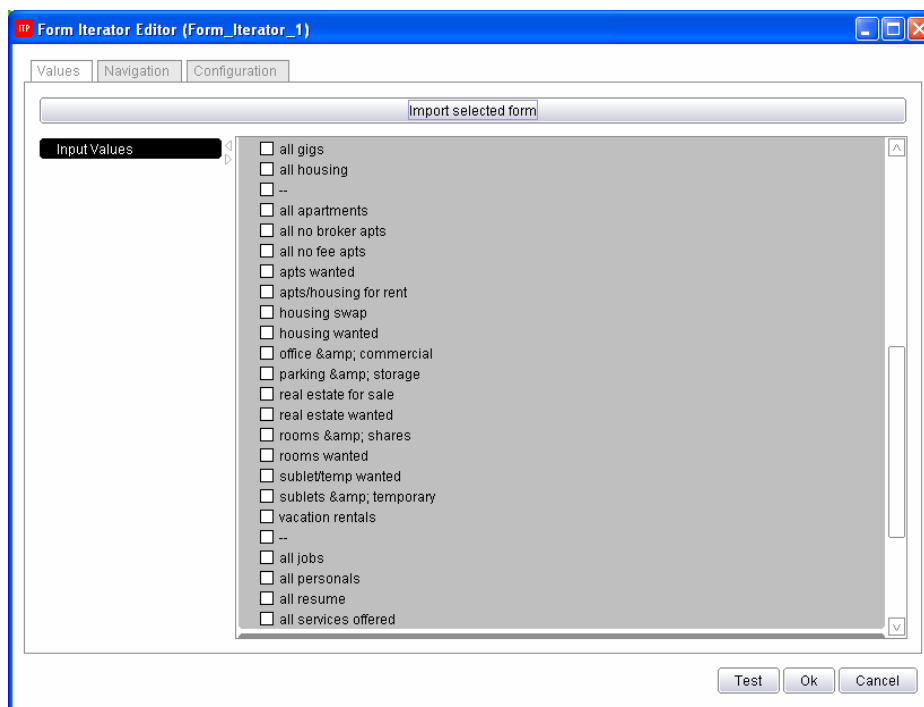 ITP Form Iterator Editor (Form_Iterator_1)
Values Navigation Configuration
Import selected form
Input Values
all gigs
all housing
--
all apartments
all no broker apts
all no fee apts
apts wanted
apts/housing for rent
housing swap
housing wanted
office &amp; commercial
parking &amp; storage
real estate for sale
real estate wanted
rooms &amp; shares
rooms wanted
sublet/temp wanted
sublets &amp; temporary
vacation rentals
--
all jobs
all personals
all resume
all services offered
Test Ok Cancel